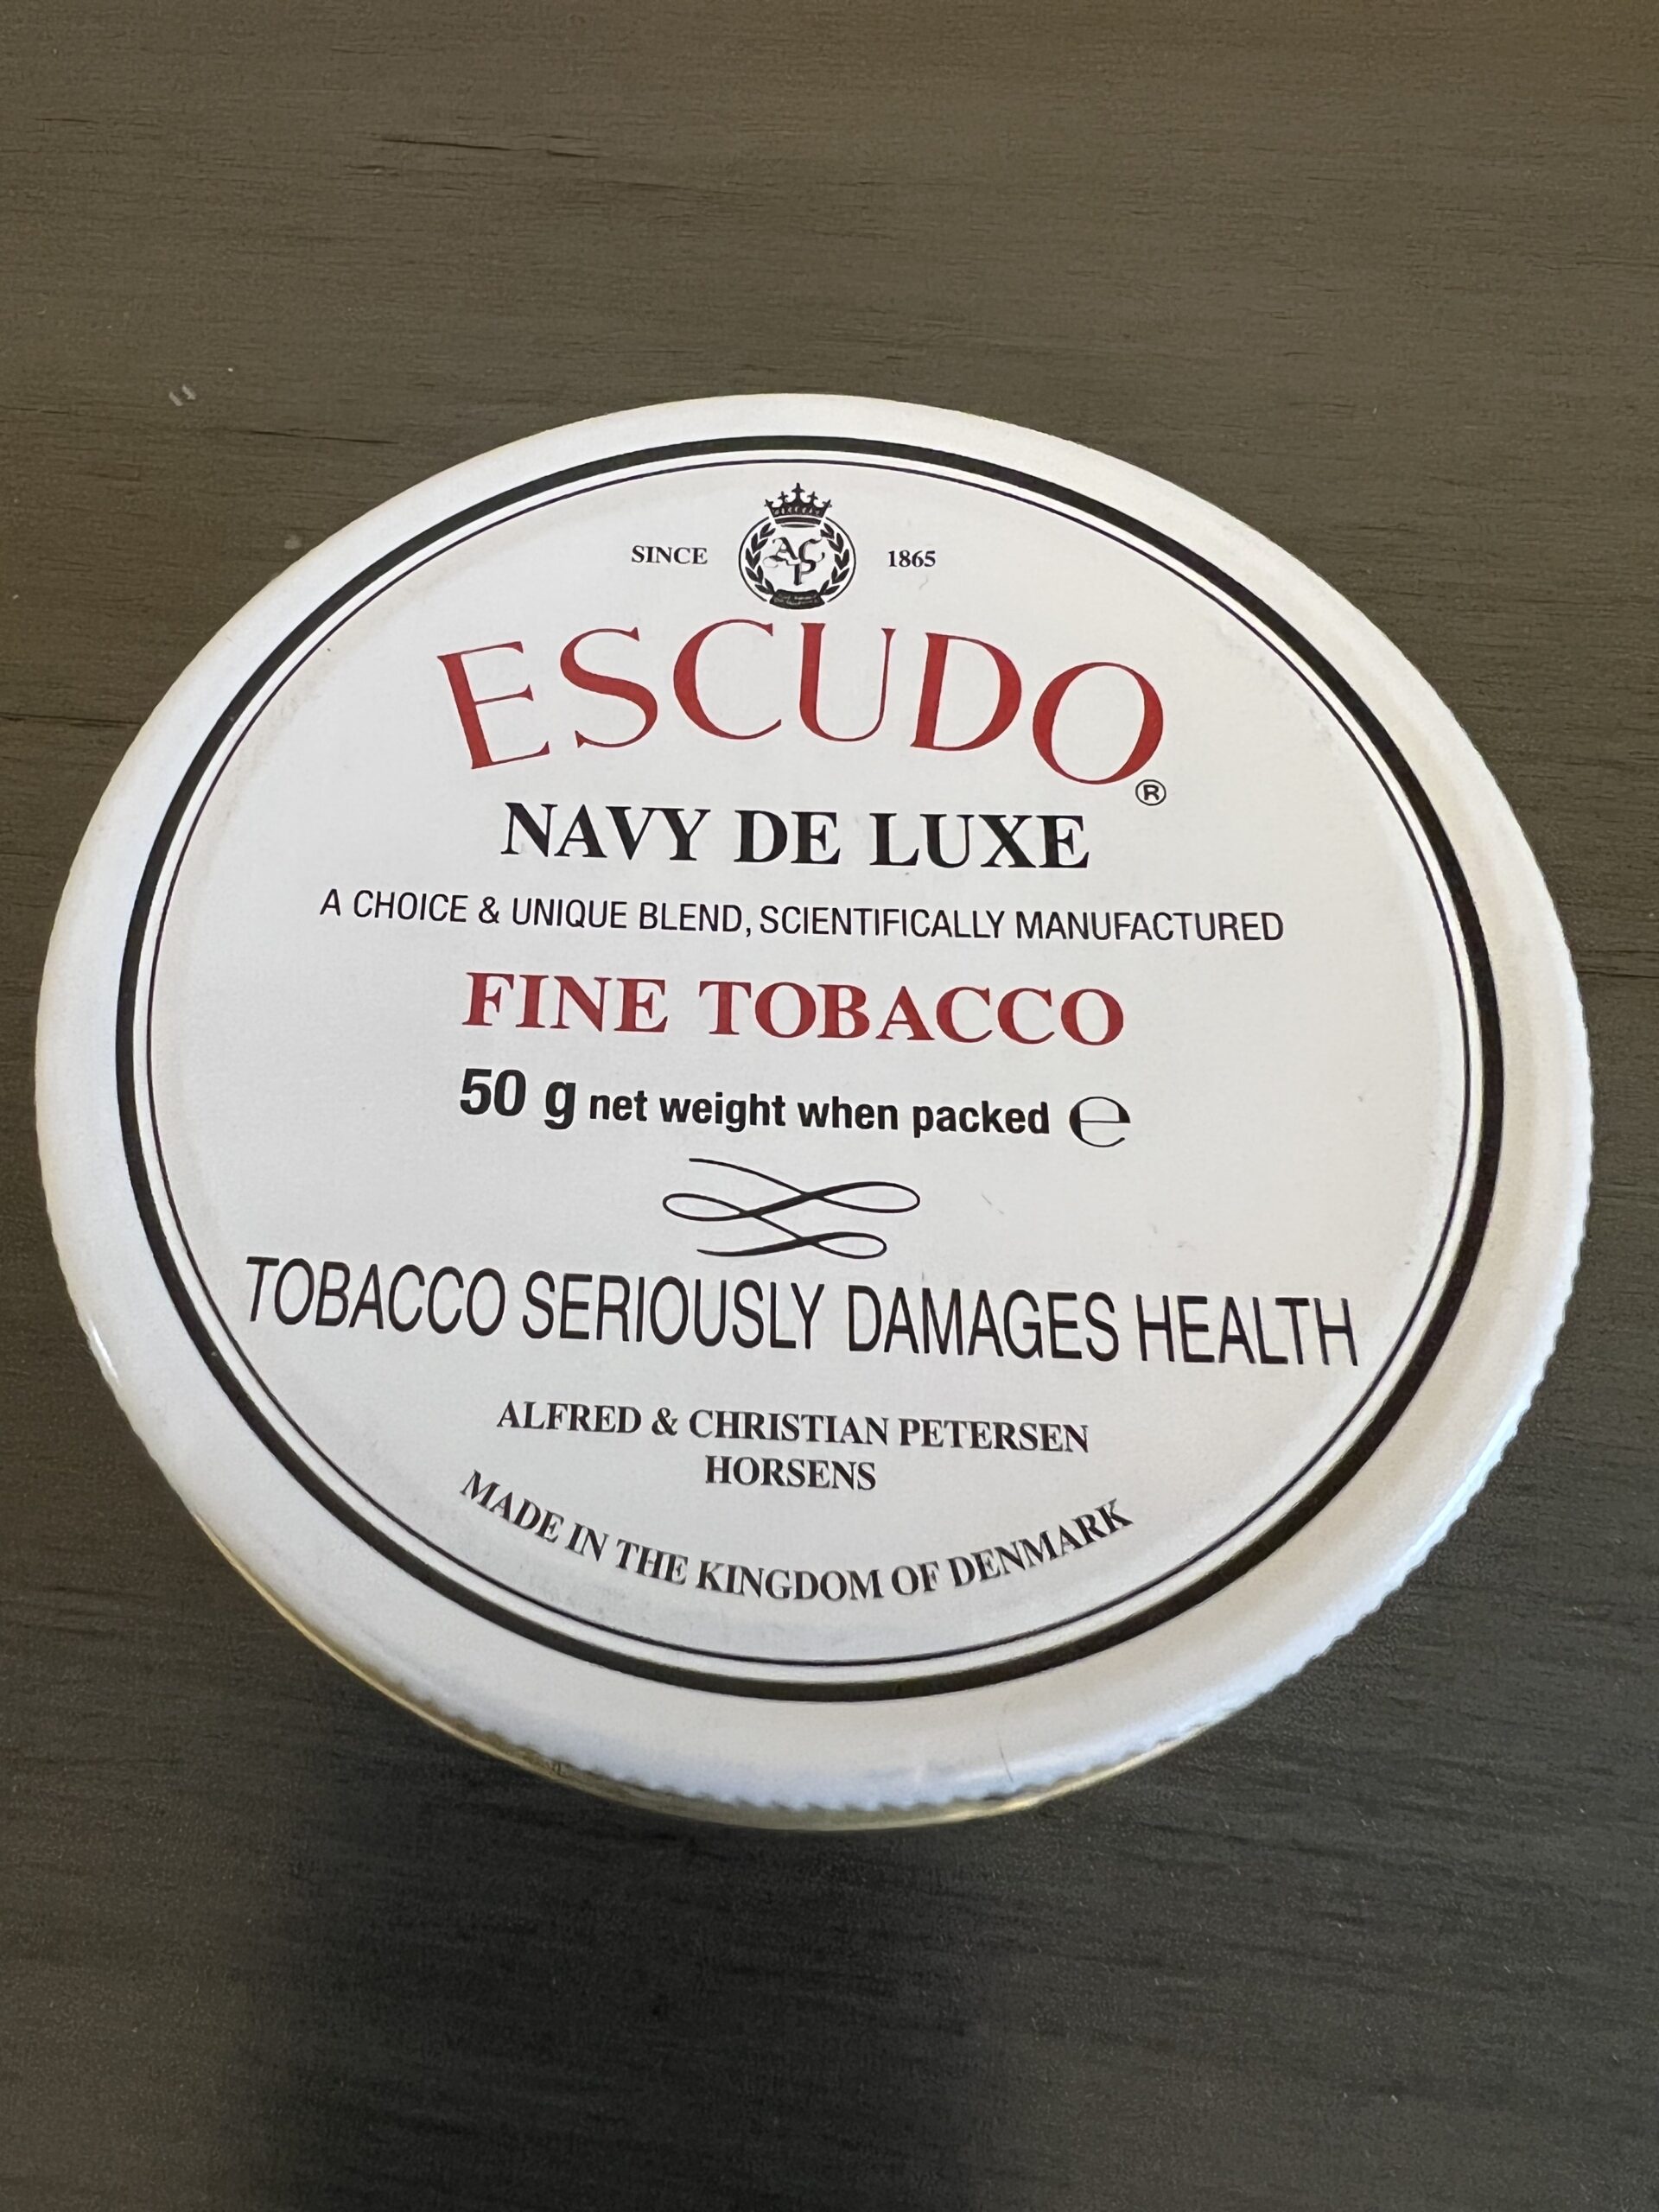 SINCE 1865
ACP
ESCUDO®
NAVY DE LUXE
A CHOICE & UNIQUE BLEND, SCIENTIFICALLY MANUFACTURED
FINE TOBACCO
50 g net weight when packed ℮
TOBACCO SERIOUSLY DAMAGES HEALTH
ALFRED & CHRISTIAN PETERSEN
HORSENS
MADE IN THE KINGDOM OF DENMARK